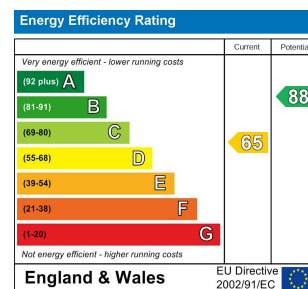 Energy Efficiency Rating
Current Potentia
Very energy efficient - lower running costs
(92 plus) A
(81-91) B
88
(69-80) C
65
(55-68) D
(39-54) E
(21-38) F
(1-20) G
Not energy efficient - higher running costs
England & Wales
EU Directive
2002/91/EC